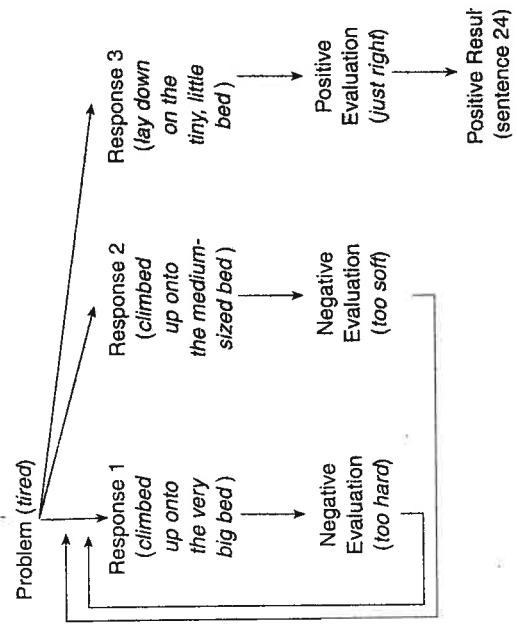 Problem (tired)
Response 1
(climbed
up onto
the very
big bed)
Negative
Evaluation
(too hard)
Response 2
(climbed
up onto
the medium-
sized bed)
Negative
Evaluation
(too soft)
Response 3
(lay down
on the
tiny, little
bed)
Positive
Evaluation
(just right)
Positive Resul
(sentence 24)